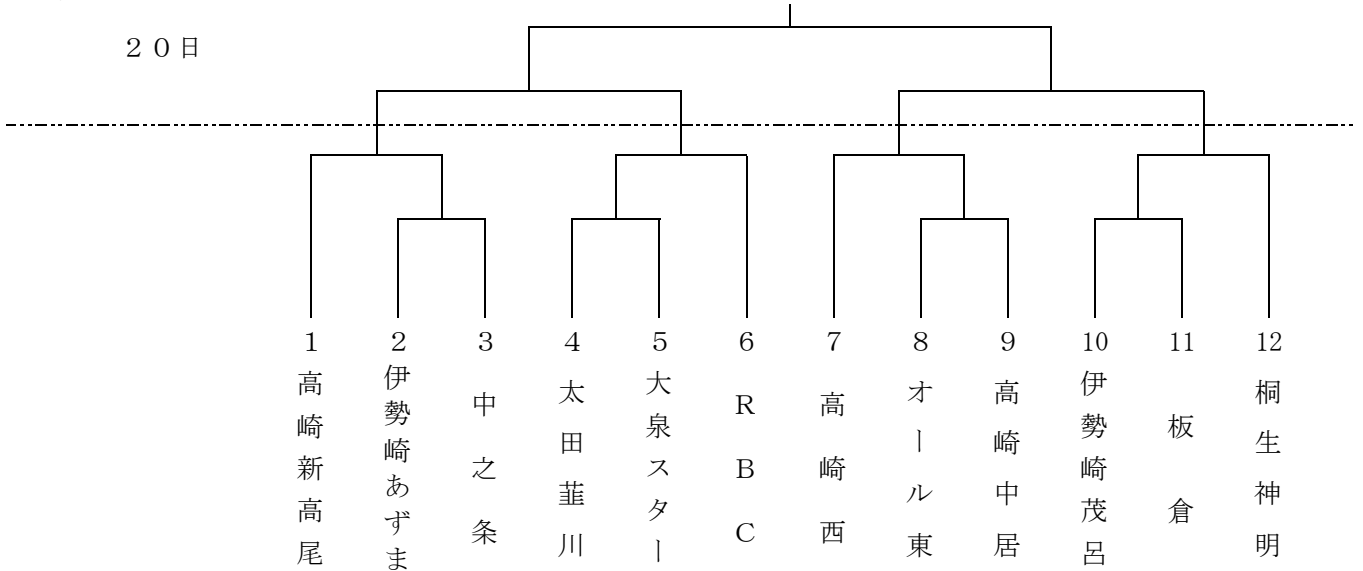 ２０日
1 2 3 4 5 6 7 8 9 10 11 12
高崎新高尾
伊勢崎あずま
中之条
太田韮川
大泉スター
ＲＢＣ
高崎西
オール東
高崎中居
伊勢崎茂呂
板倉
桐生神明